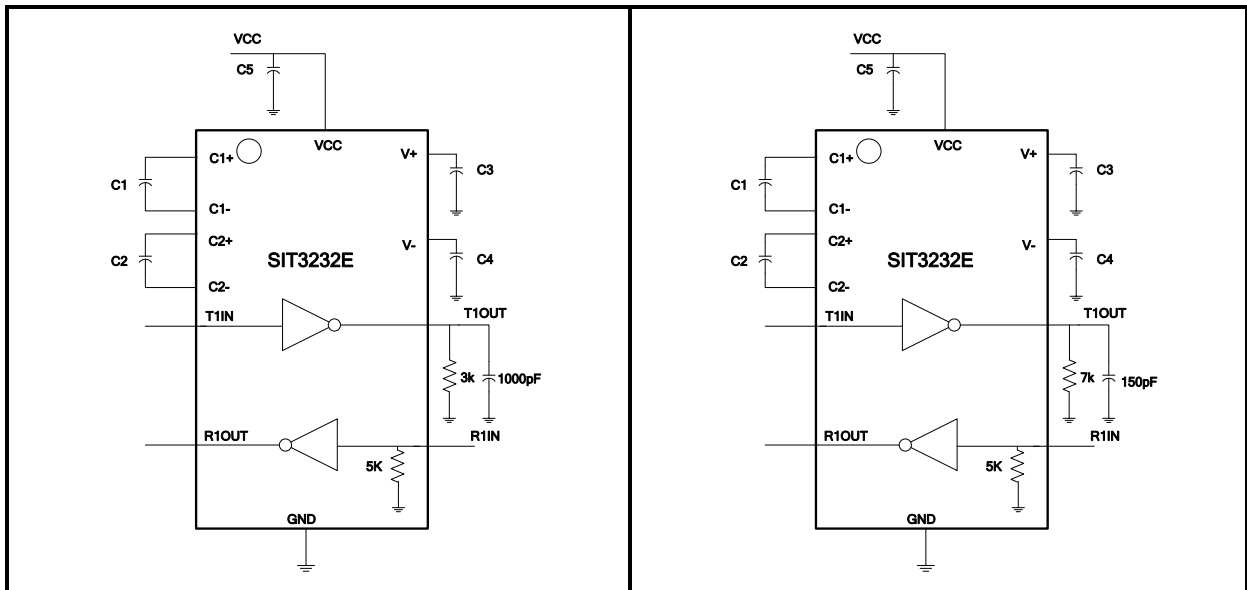 VCC
C5
VCC
C1+
V+
C3
C1
C1-
C2+
V-
C2
SIT3232E
C4
C2-
T1IN
T1OUT
3k
1000pF
R1OUT
R1IN
5K
GND
VCC
C5
VCC
C1+
V+
C3
C1
C1-
C2+
V-
C2
SIT3232E
C4
C2-
T1IN
T1OUT
7k
150pF
R1OUT
R1IN
5K
GND